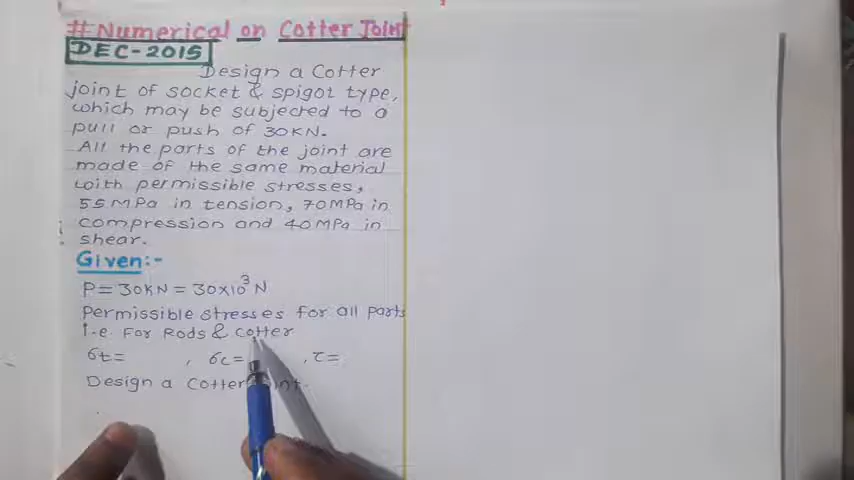 #Numerical on Cotter Joint
DEC-2015
Design a Cotter
joint of socket & spigot type,
which may be subjected to a
pull or push of 30KN.
All the parts of the joint are
made of the same material
with permissible stresses,
55MPa in tension, 70MPa in
compression and 40MPa in
shear.
Given:-
P = 30KN = 30x10³N
Permissible stresses for all parts
i.e. For Rods & Cotter
σt= , σc= , τ=
Design a Cotter